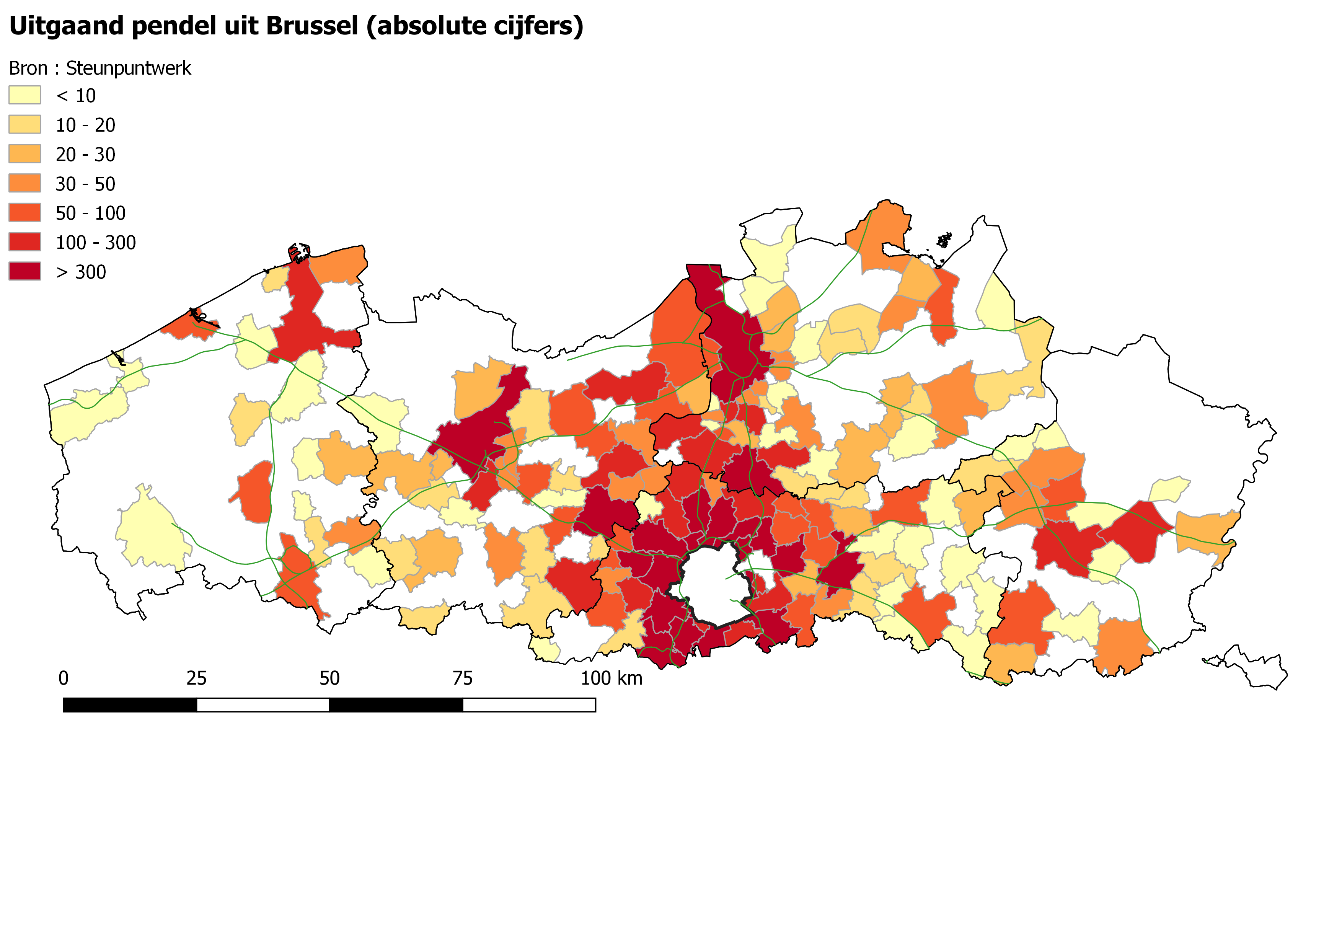 Uitgaand pendel uit Brussel (absolute cijfers)
Bron : Steunpuntwerk
< 10
10 - 20
20 - 30
30 - 50
50 - 100
100 - 300
> 300
0 25 50 75 100 km